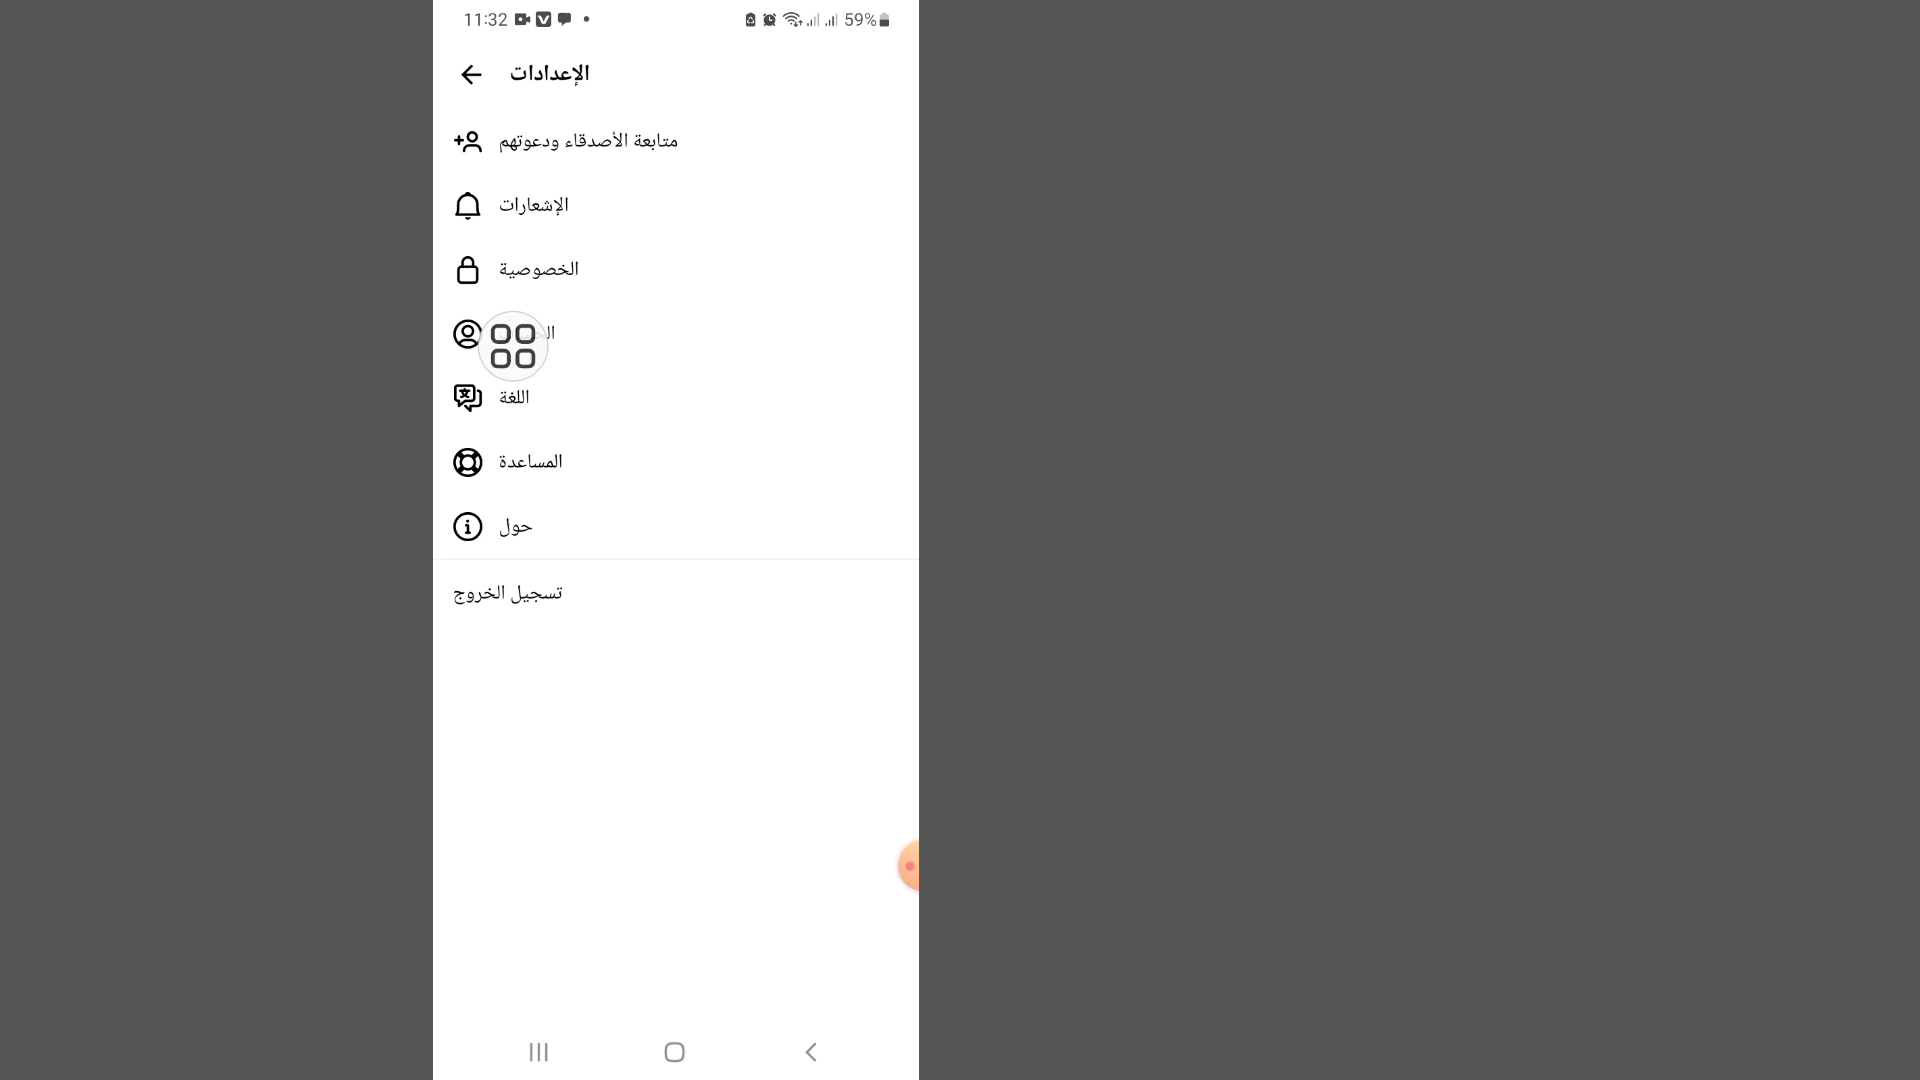 11:32
59%
الإعدادات
متابعة الأصدقاء ودعوتهم
الإشعارات
الخصوصية
اللغة
المساعدة
حول
تسجيل الخروج